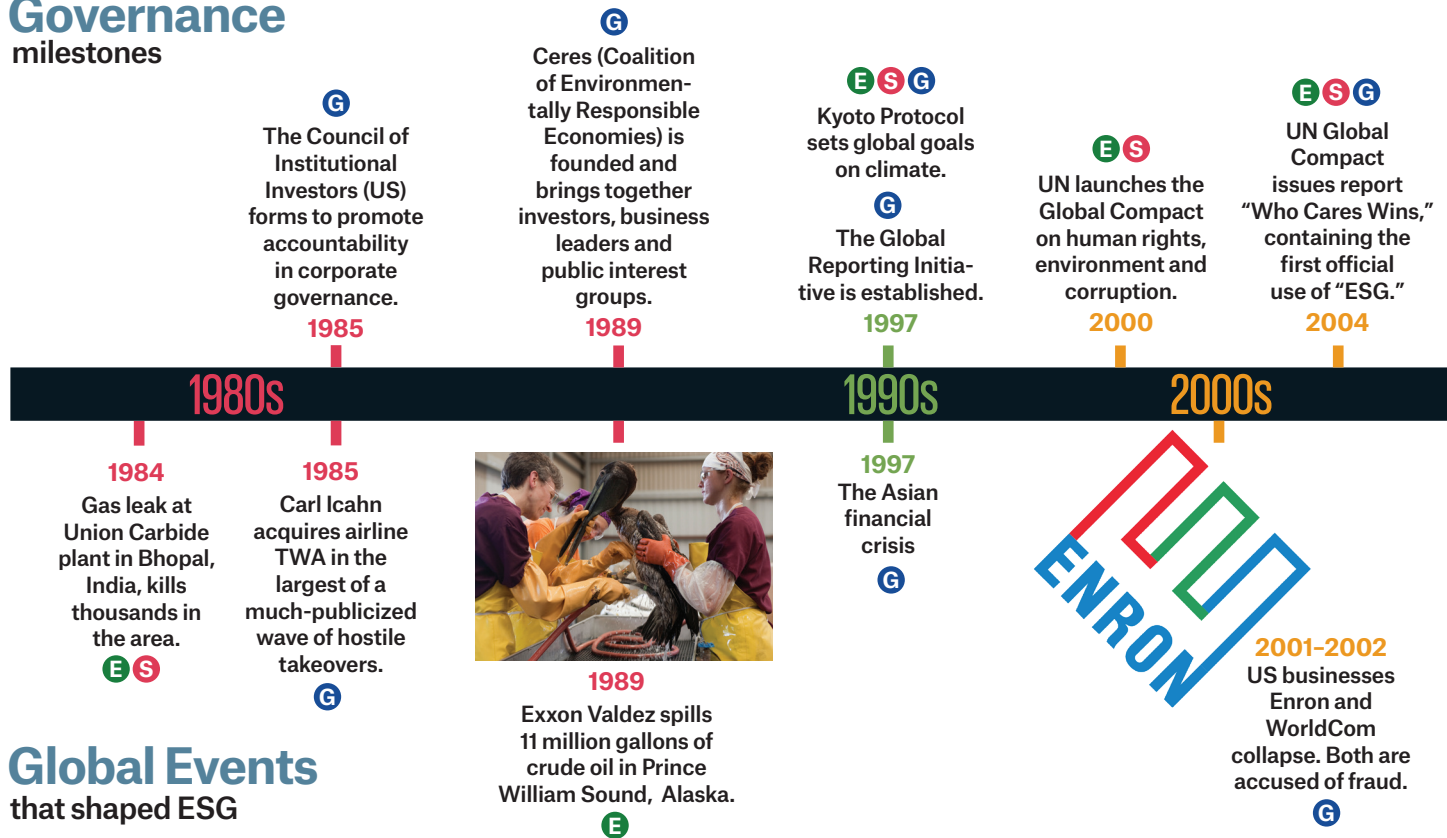 Governance
milestones
G
The Council of
Institutional
Investors (US)
forms to promote
accountability
in corporate
governance.
1985
G
Ceres (Coalition
of Environmen-
tally Responsible
Economies) is
founded and
brings together
investors, business
leaders and
public interest
groups.
1989
E S G
Kyoto Protocol
sets global goals
on climate.
G
The Global
Reporting Initia-
tive is established.
1997
E S
UN launches the
Global Compact
on human rights,
environment and
corruption.
2000
E S G
UN Global
Compact
issues report
“Who Cares Wins,”
containing the
first official
use of “ESG.”
2004
1980s
1990s
2000s
1984
Gas leak at
Union Carbide
plant in Bhopal,
India, kills
thousands in
the area.
E S
1985
Carl Icahn
acquires airline
TWA in the
largest of a
much-publicized
wave of hostile
takeovers.
G
1989
Exxon Valdez spills
11 million gallons of
crude oil in Prince
William Sound, Alaska.
E
1997
The Asian
financial
crisis
G
ENRON
2001–2002
US businesses
Enron and
WorldCom
collapse. Both are
accused of fraud.
G
Global Events
that shaped ESG